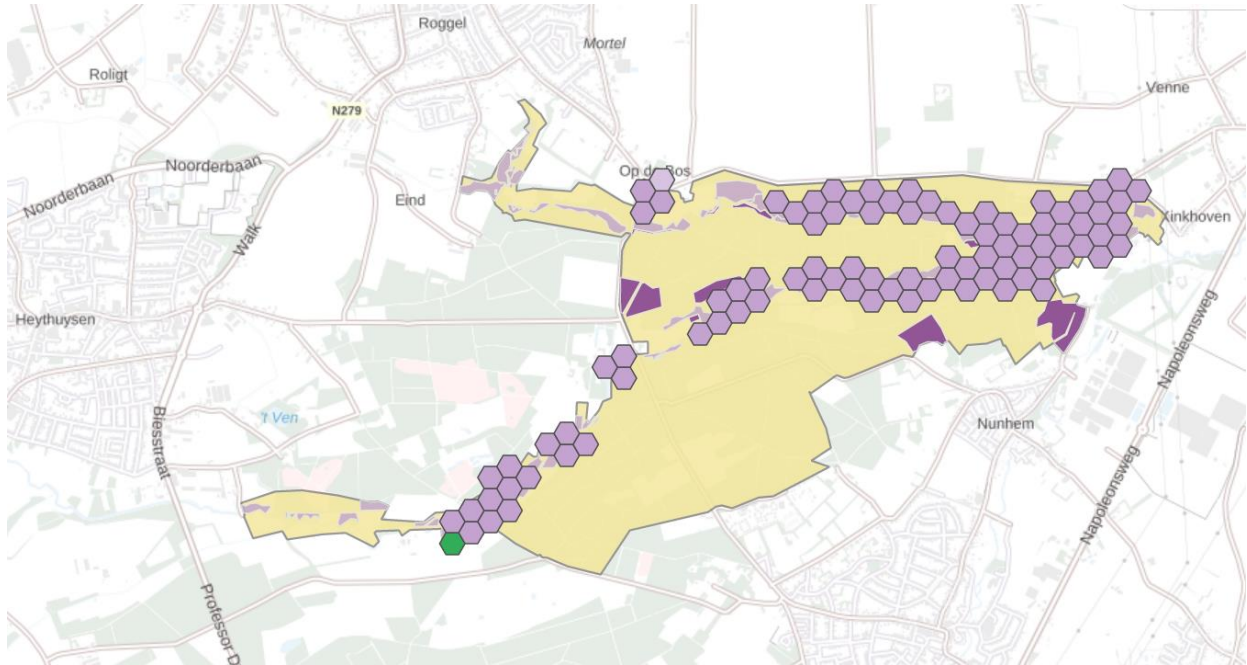 Roggel
Mortel
Roligt
Venne
N279
Noorderbaan
Op de Bos
Noorderbaan
Eind
Walk
Heythuysen
Napoleonsweg
't Ven
Biesstraat
Nunhem
Napoleonsweg
Professor D